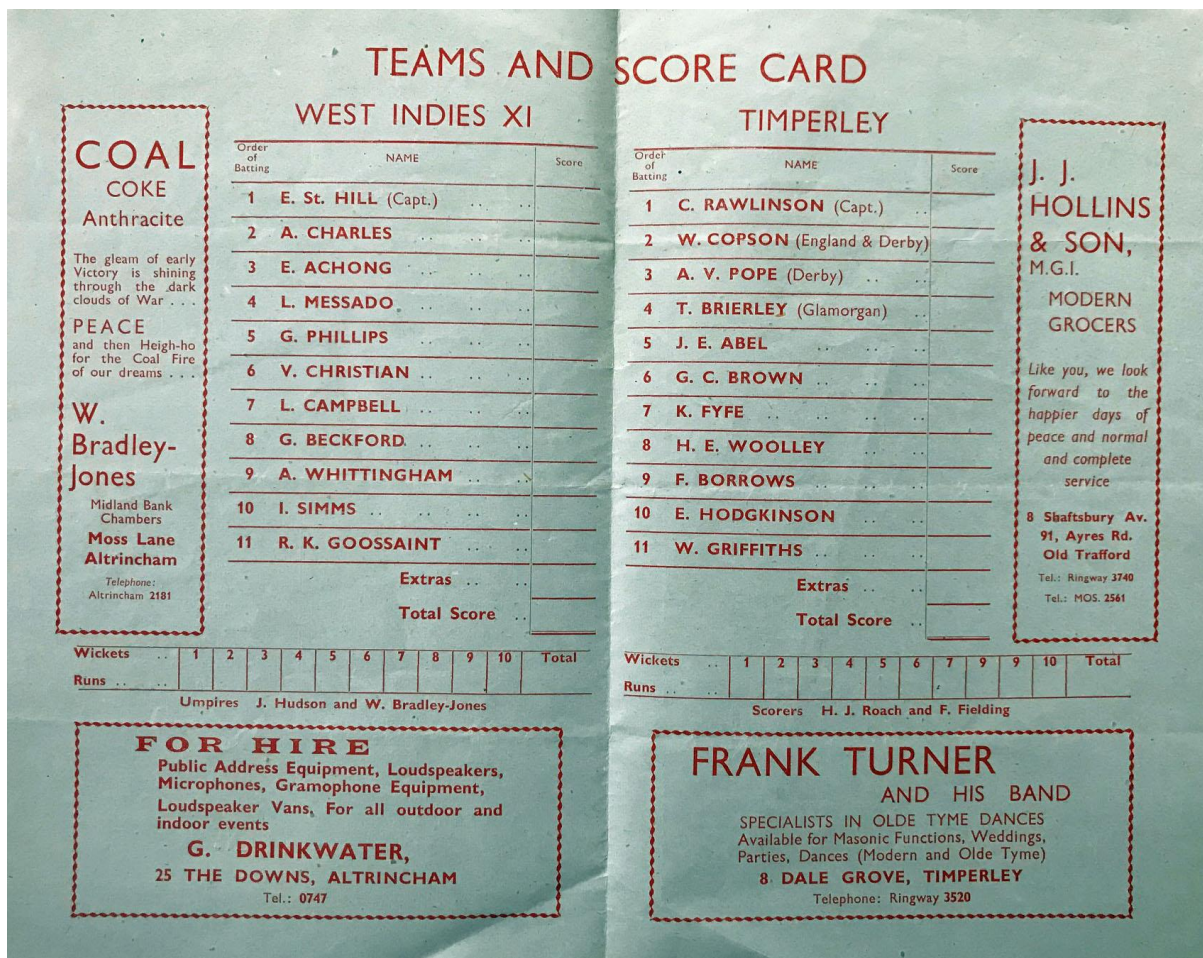 TEAMS AND SCORE CARD
COAL
COKE
Anthracite
The gleam of early
Victory is shining
through the dark
clouds of War . . .
PEACE
and then Heigh-ho
for the Coal Fire
of our dreams . . .
W.
Bradley-
Jones
Midland Bank
Chambers
Moss Lane
Altrincham
Telephone:
Altrincham 2181
WEST INDIES XI
Order
of
Batting
NAME
Score
1 E. St. HILL (Capt.) .. ..
2 A. CHARLES .. .. ..
3 E. ACHONG .. .. ..
4 L. MESSADO .. .. ..
5 G. PHILLIPS .. .. ..
6 V. CHRISTIAN .. .. ..
7 L. CAMPBELL .. .. ..
8 G. BECKFORD .. .. ..
9 A. WHITTINGHAM .. ..
10 I. SIMMS .. .. .. ..
11 R. K. GOOSSAINT .. ..
Extras .. ..
Total Score ..
Wickets .. 1 2 3 4 5 6 7 8 9 10 Total
Runs .. ..
Umpires J. Hudson and W. Bradley-Jones
FOR HIRE
Public Address Equipment, Loudspeakers,
Microphones, Gramophone Equipment,
Loudspeaker Vans, For all outdoor and
indoor events
G. DRINKWATER,
25 THE DOWNS, ALTRINCHAM
Tel.: 0747
TIMPERLEY
Order
of
Batting
NAME
Score
1 C. RAWLINSON (Capt.) ..
2 W. COPSON (England & Derby)
3 A. V. POPE (Derby) .. ..
4 T. BRIERLEY (Glamorgan) ..
5 J. E. ABEL .. .. ..
6 G. C. BROWN .. .. ..
7 K. FYFE .. .. ..
8 H. E. WOOLLEY .. ..
9 F. BORROWS .. .. ..
10 E. HODGKINSON .. ..
11 W. GRIFFITHS .. .. ..
Extras .. ..
Total Score ..
Wickets .. 1 2 3 4 5 6 7 9 9 10 Total
Runs .. ..
Scorers H. J. Roach and F. Fielding
J. J.
HOLLINS
& SON,
M.G.I.
MODERN
GROCERS
Like you, we look
forward to the
happier days of
peace and normal
and complete
service
8 Shaftsbury Av.
91, Ayres Rd.
Old Trafford
Tel.: Ringway 3740
Tel.: MOS. 2561
FRANK TURNER
AND HIS BAND
SPECIALISTS IN OLDE TYME DANCES
Available for Masonic Functions, Weddings,
Parties, Dances (Modern and Olde Tyme)
8 DALE GROVE, TIMPERLEY
Telephone: Ringway 3520